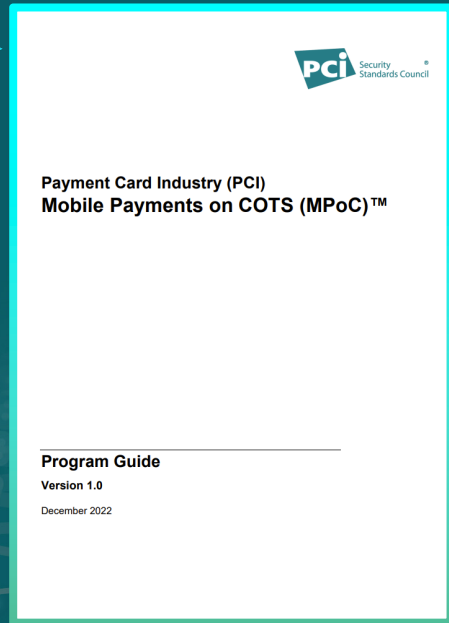 PCI Security ®
Standards Council
Payment Card Industry (PCI)
Mobile Payments on COTS (MPoC)™
Program Guide
Version 1.0
December 2022